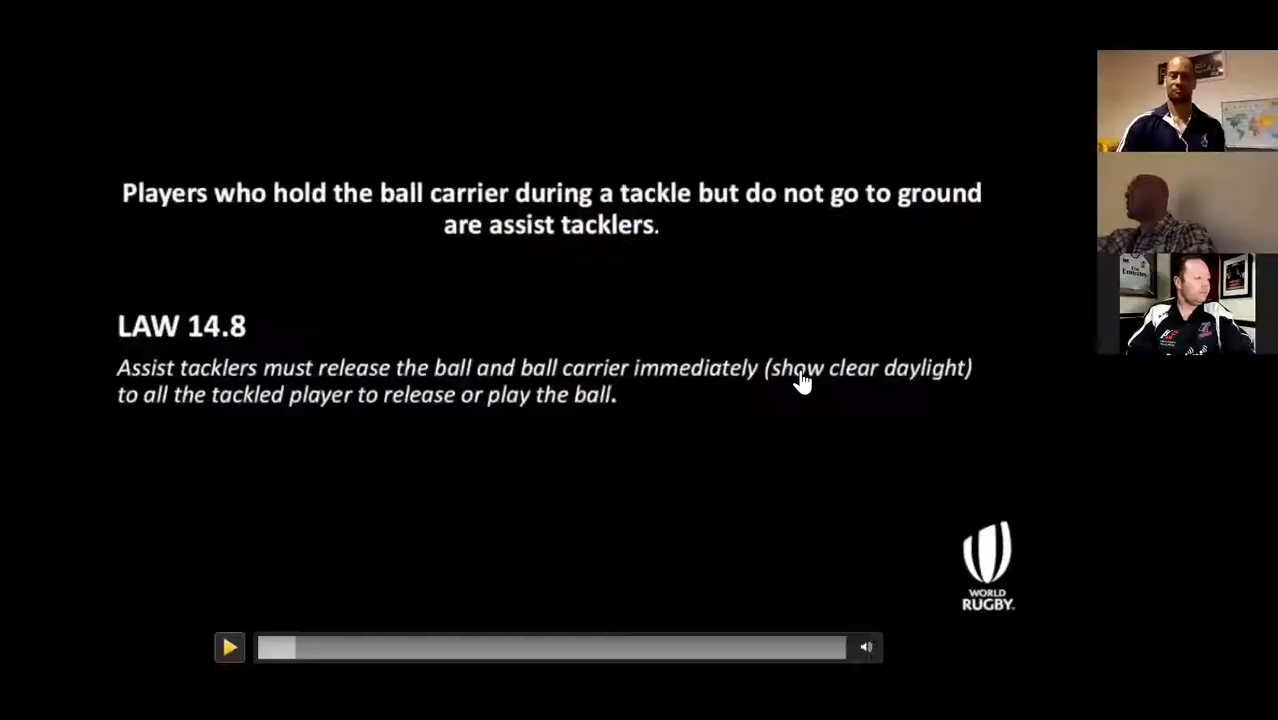 Players who hold the ball carrier during a tackle but do not go to ground
are assist tacklers.
LAW 14.8
Assist tacklers must release the ball and ball carrier immediately (show clear daylight)
to all the tackled player to release or play the ball.
WORLD
RUGBY
Emirates